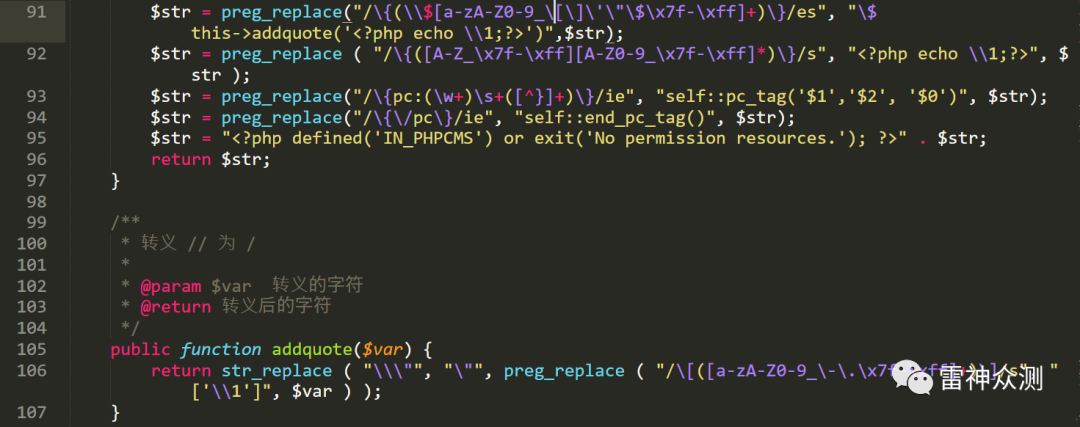 91 $str = preg_replace("/\{(\\$[a-zA-Z0-9_\[\]\'\"\$\x7f-\xff]+)\}/es", "\$
this->addquote('<?php echo \\1;?>')",$str);
92 $str = preg_replace ( "/\{([A-Z_\x7f-\xff][A-Z0-9_\x7f-\xff]*)\}/s", "<?php echo \\1;?>", $
str );
93 $str = preg_replace("/\{pc:(\w+)\s+([^}]+)\}/ie", "self::pc_tag('$1','$2', '$0')", $str);
94 $str = preg_replace("/\{\/pc\}/ie", "self::end_pc_tag()", $str);
95 $str = "<?php defined('IN_PHPCMS') or exit('No permission resources.'); ?>" . $str;
96 return $str;
97 }
98
99 /**
100 * 转义 // 为 /
101 *
102 * @param $var 转义的字符
103 * @return 转义后的字符
104 */
105 public function addquote($var) {
106 return str_replace ( "\\\"", "\"", preg_replace ( "/\[([a-zA-Z0-9_\-\.\x7f xff]+)\]/s", "
['\\1']", $var ) );
107 }
雷神众测